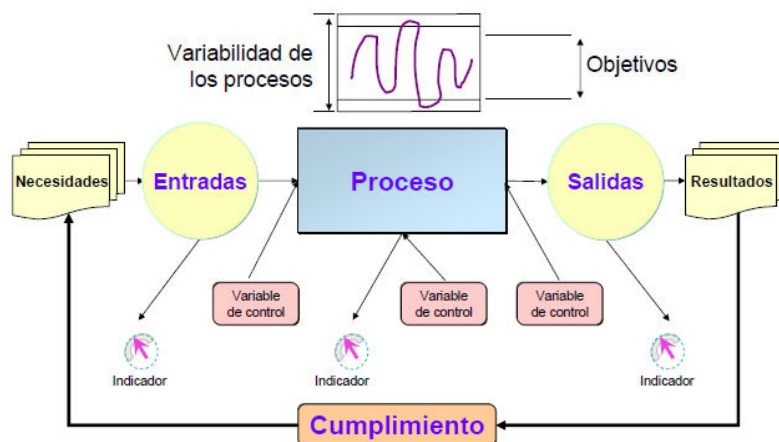 Variabilidad de
los procesos
Objetivos
Necesidades
Entradas
Proceso
Salidas
Resultados
Variable
de control
Variable
de control
Variable
de control
Indicador
Indicador
Indicador
Cumplimiento